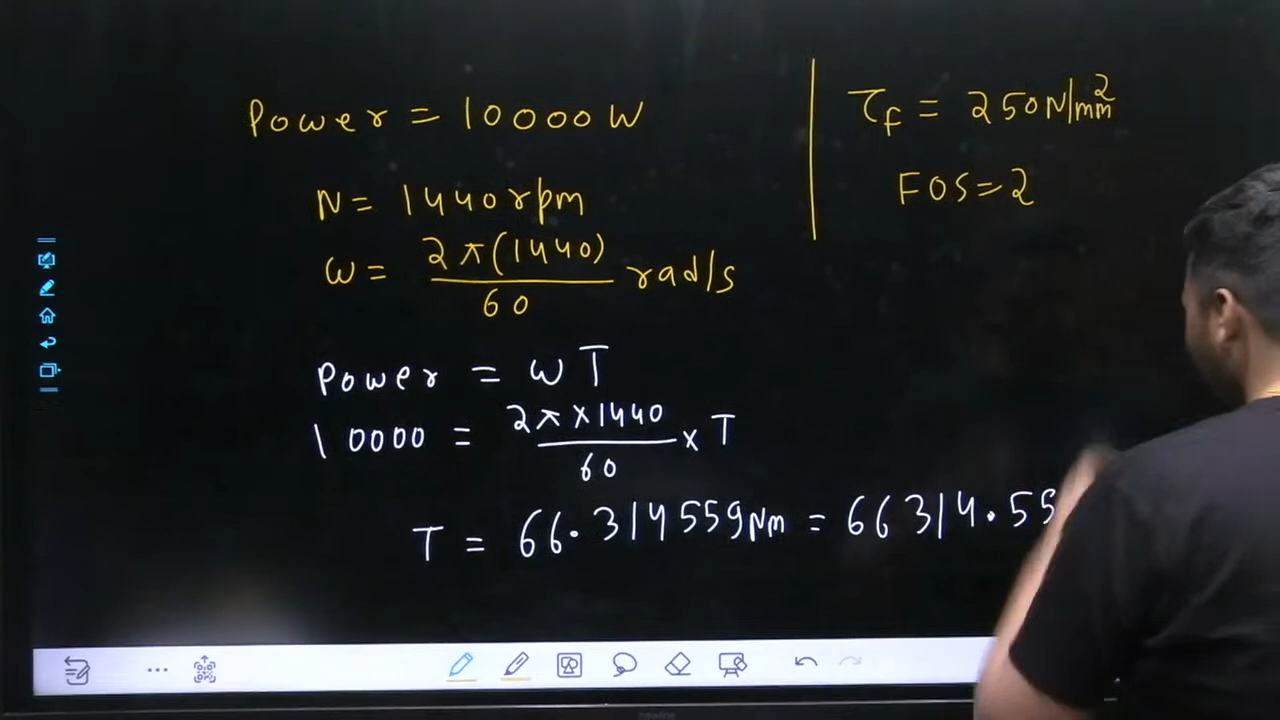 Power = 10000 W
N = 1440 rpm
ω = 2π(1440)/60 rad/s
τf = 250 N/mm²
FOS = 2
Power = ω T
10000 = 2π × 1440/60 × T
T = 66.314559 Nm = 66314.55